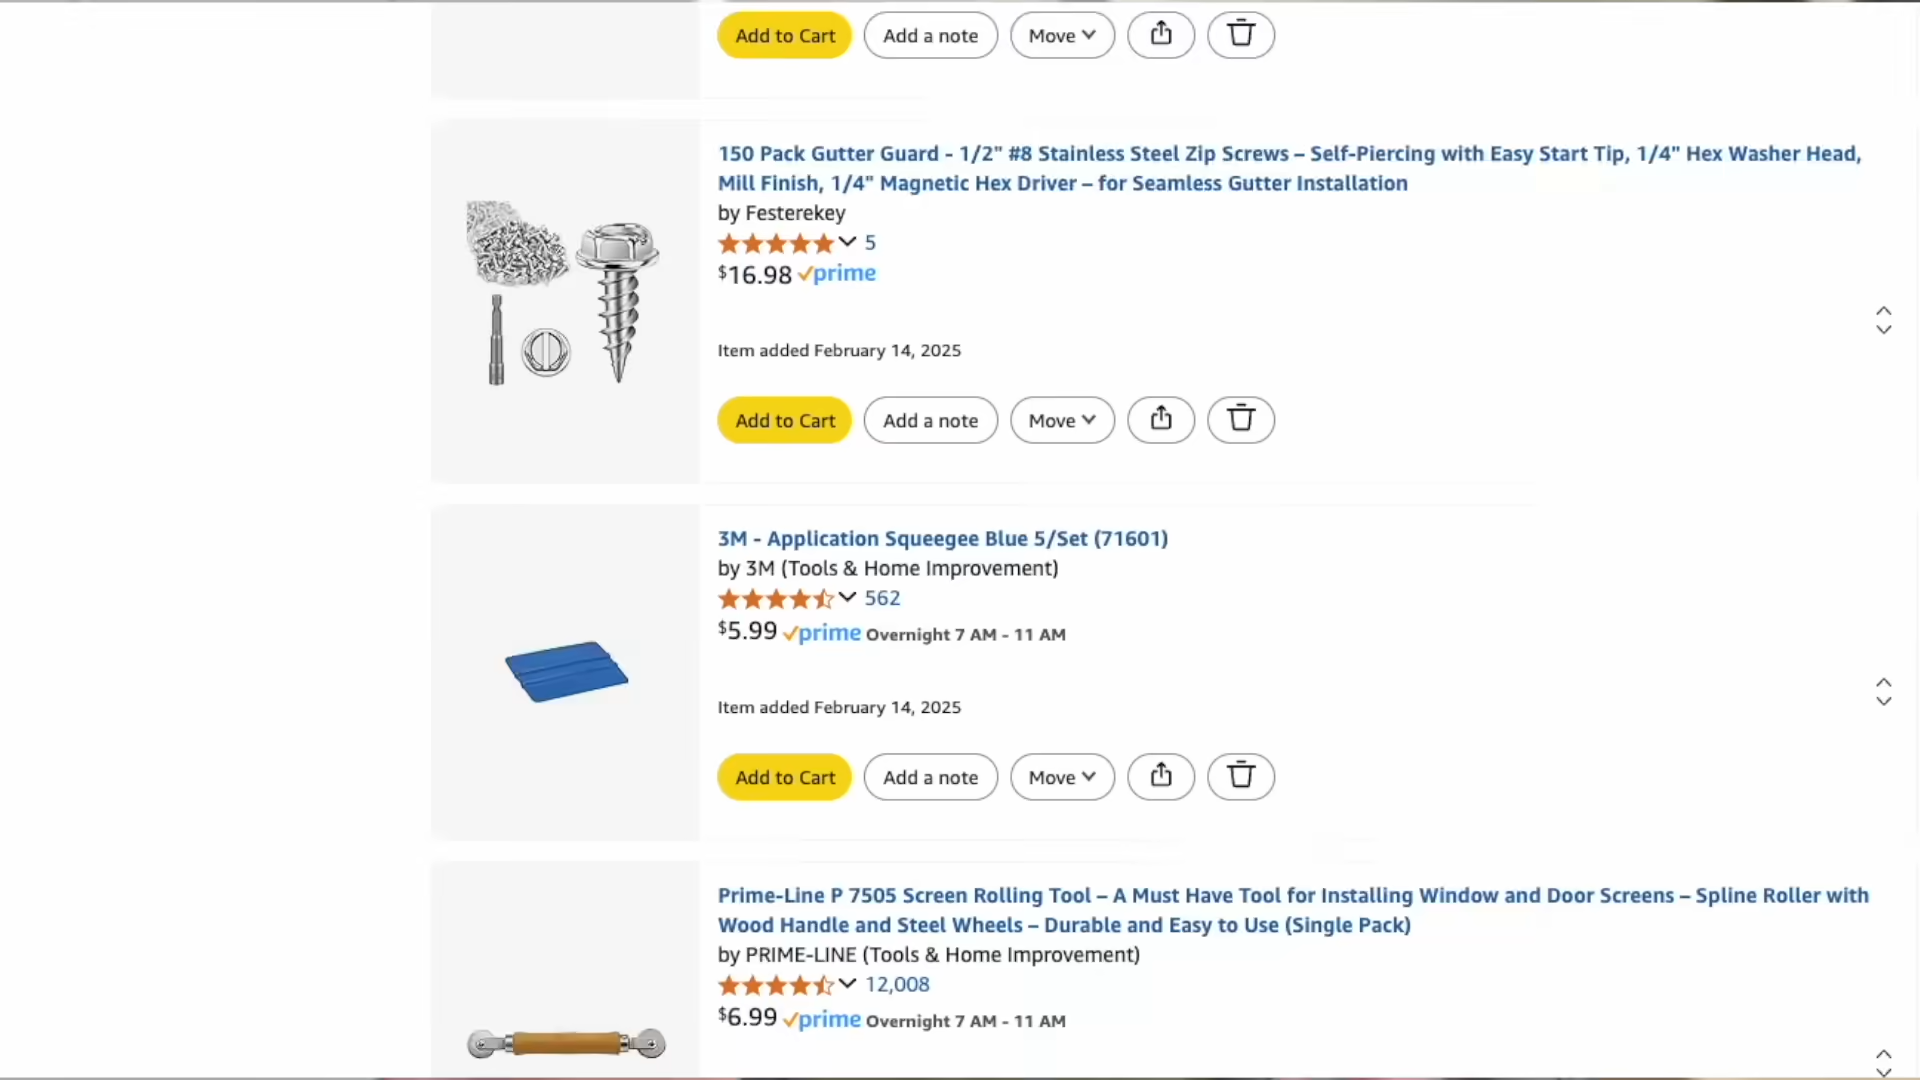 Add to Cart Add a note Move
150 Pack Gutter Guard - 1/2" #8 Stainless Steel Zip Screws – Self-Piercing with Easy Start Tip, 1/4" Hex Washer Head,
Mill Finish, 1/4" Magnetic Hex Driver – for Seamless Gutter Installation
by Festerekey
5
$16.98 prime
Item added February 14, 2025
Add to Cart Add a note Move
3M - Application Squeegee Blue 5/Set (71601)
by 3M (Tools & Home Improvement)
562
$5.99 prime Overnight 7 AM - 11 AM
Item added February 14, 2025
Add to Cart Add a note Move
Prime-Line P 7505 Screen Rolling Tool – A Must Have Tool for Installing Window and Door Screens – Spline Roller with
Wood Handle and Steel Wheels – Durable and Easy to Use (Single Pack)
by PRIME-LINE (Tools & Home Improvement)
12,008
$6.99 prime Overnight 7 AM - 11 AM